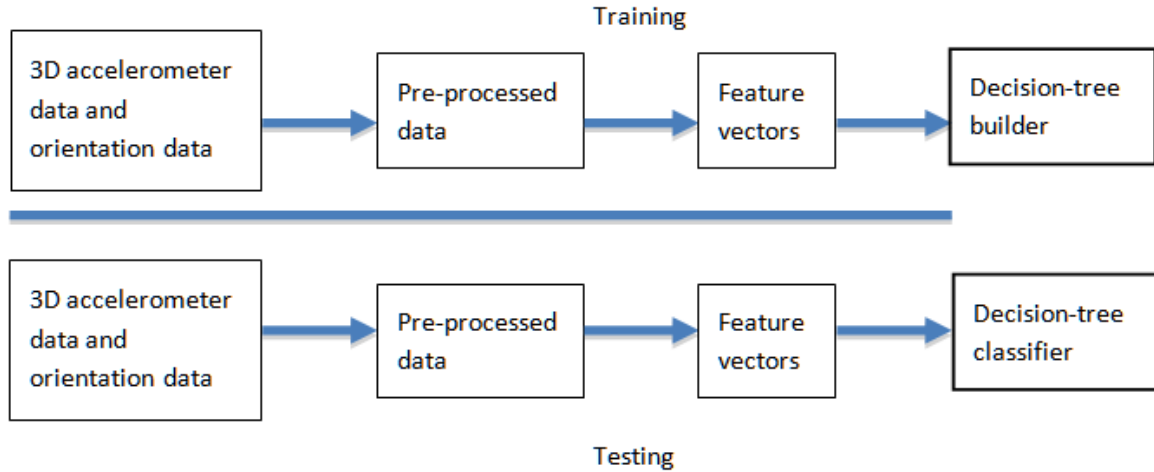 Training
3D accelerometer
data and
orientation data
Pre-processed
data
Feature
vectors
Decision-tree
builder
3D accelerometer
data and
orientation data
Pre-processed
data
Feature
vectors
Decision-tree
classifier
Testing